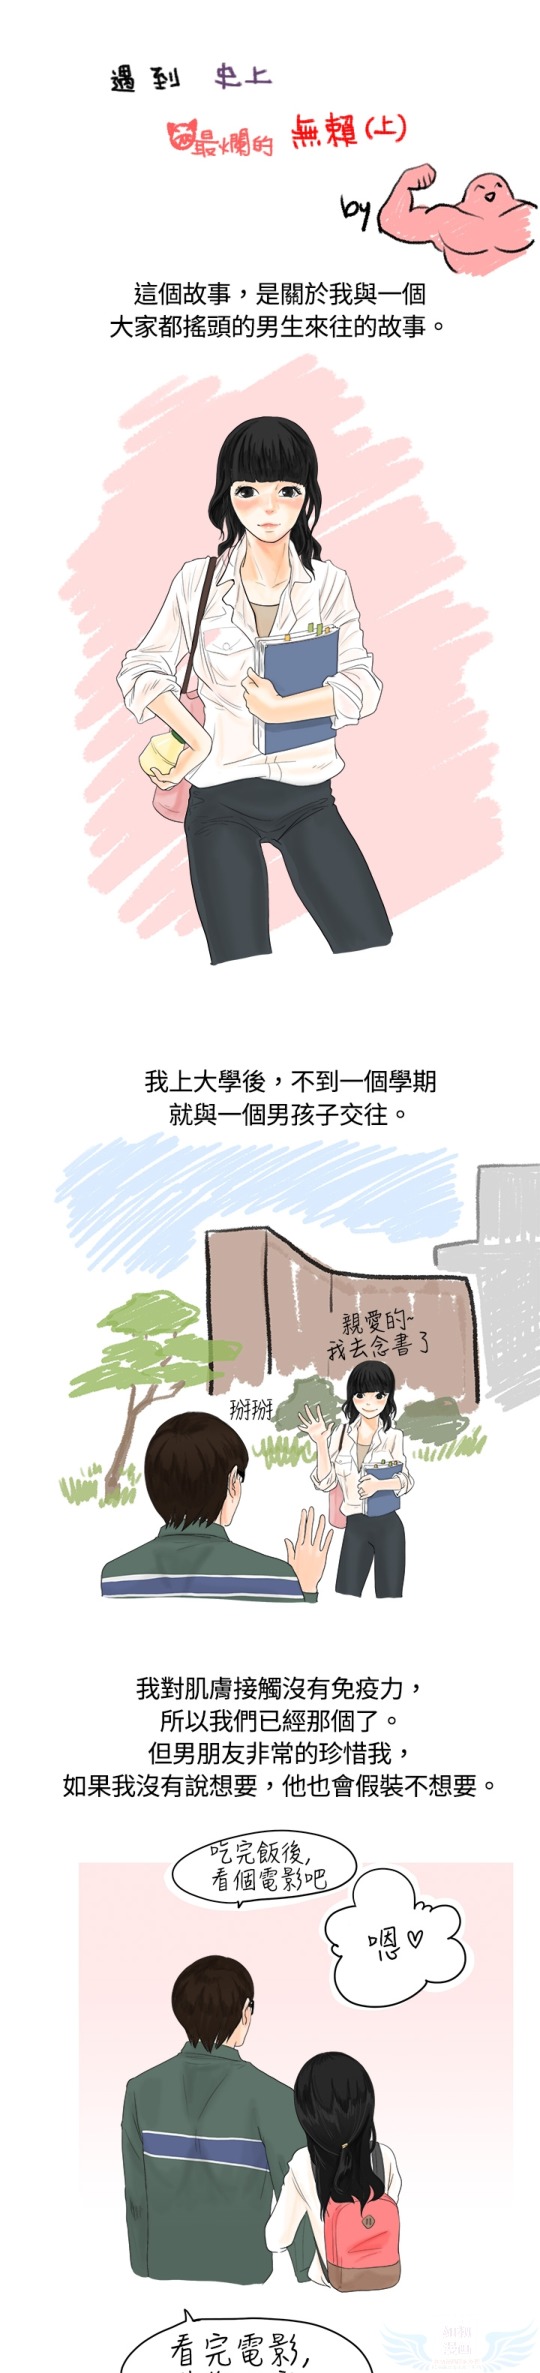 遇到 史上
最爛的 無賴(上)
by
這個故事，是關於我與一個
大家都搖頭的男生來往的故事。
我上大學後，不到一個學期
就與一個男孩子交往。
親愛的~
我去念書了
掰掰
我對肌膚接觸沒有免疫力，
所以我們已經那個了。
但男朋友非常的珍惜我，
如果我沒有說想要，他也會假裝不想要。
吃完飯後，
看個電影吧
嗯♡
看完電影，